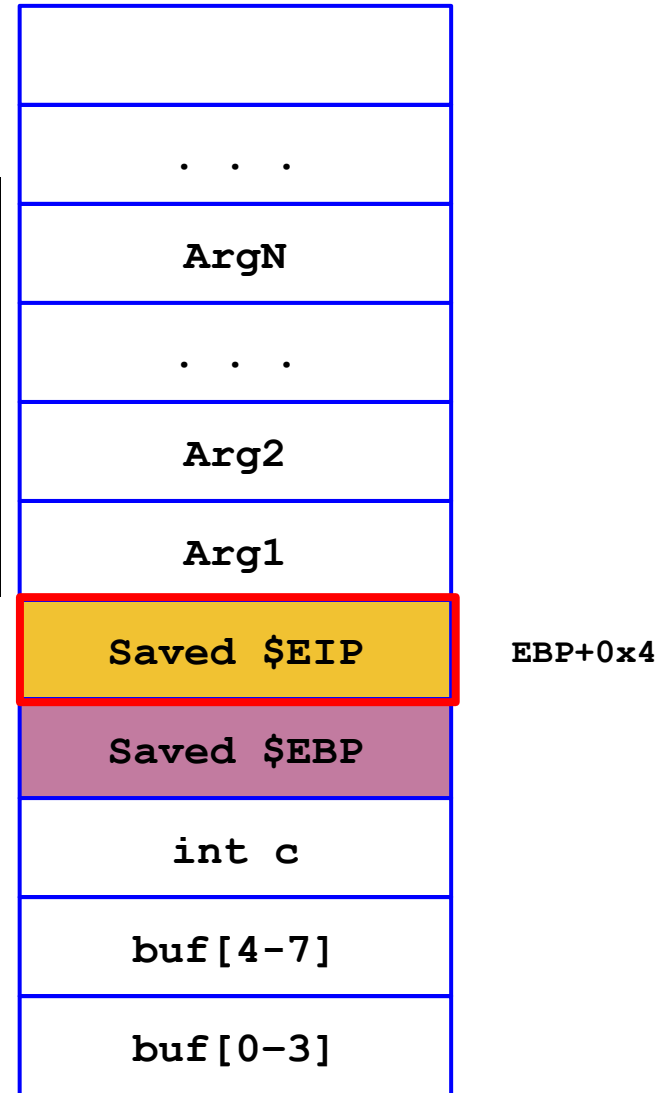 . . .
ArgN
. . .
Arg2
Arg1
Saved $EIP
EBP+0x4
Saved $EBP
int c
buf[4-7]
buf[0-3]